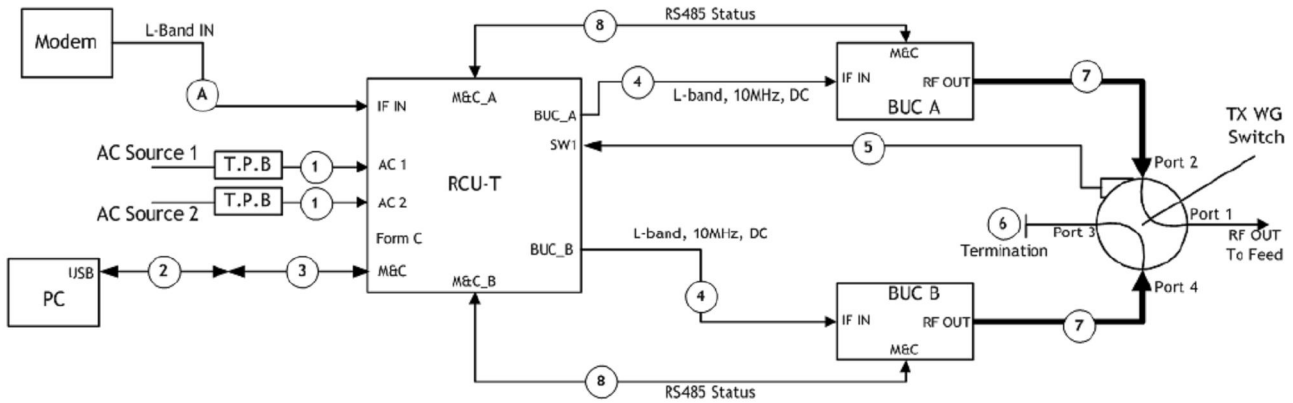 RS485 Status
8
Modem
L-Band IN
A
4
L-band, 10MHz, DC
M&C
IF IN
RF OUT
BUC A
7
TX WG
Switch
M&C_A
IF IN
BUC_A
SW1
5
AC Source 1
T.P.B
1
AC 1
RCU-T
Port 2
AC Source 2
T.P.B
1
AC 2
6
Termination
Port 3
Port 1
RF OUT
To Feed
Form C
BUC_B
L-band, 10MHz, DC
USB
PC
2
3
M&C
M&C_B
4
BUC B
IF IN
RF OUT
M&C
7
Port 4
8
RS485 Status